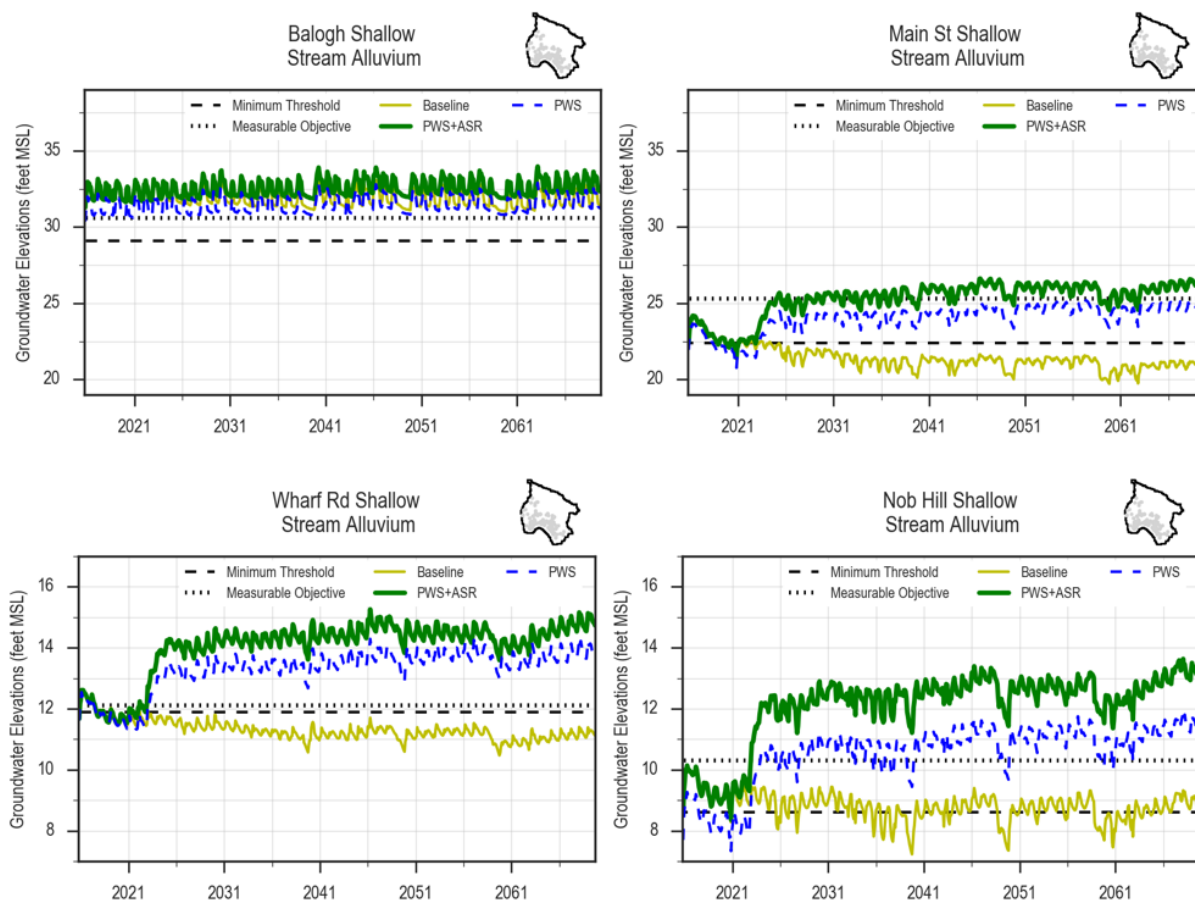 Balogh Shallow
Stream Alluvium
Minimum Threshold Baseline PWS
Measurable Objective PWS+ASR
Groundwater Elevations (feet MSL)
35
30
25
20
2021 2031 2041 2051 2061
Main St Shallow
Stream Alluvium
Minimum Threshold Baseline PWS
Measurable Objective PWS+ASR
Groundwater Elevations (feet MSL)
35
30
25
20
2021 2031 2041 2051 2061
Wharf Rd Shallow
Stream Alluvium
Minimum Threshold Baseline PWS
Measurable Objective PWS+ASR
Groundwater Elevations (feet MSL)
16
14
12
10
8
2021 2031 2041 2051 2061
Nob Hill Shallow
Stream Alluvium
Minimum Threshold Baseline PWS
Measurable Objective PWS+ASR
Groundwater Elevations (feet MSL)
16
14
12
10
8
2021 2031 2041 2051 2061